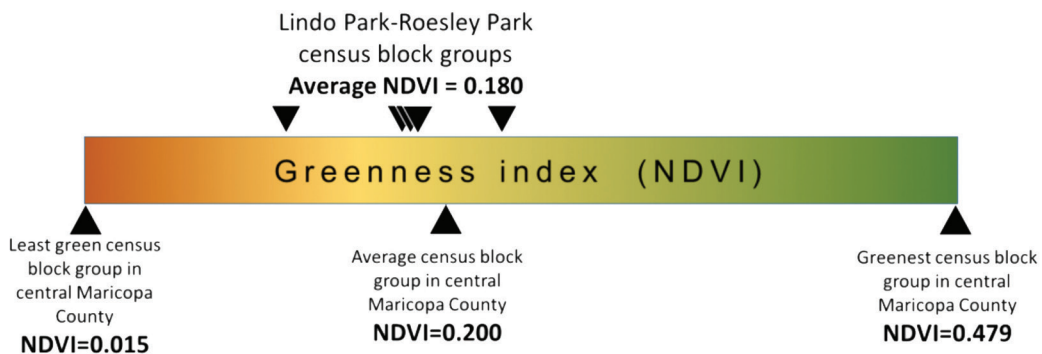 Lindo Park-Roesley Park
census block groups
Average NDVI = 0.180
Greenness index (NDVI)
Least green census
block group in
central Maricopa
County
NDVI=0.015
Average census block
group in central
Maricopa County
NDVI=0.200
Greenest census block
group in central
Maricopa County
NDVI=0.479